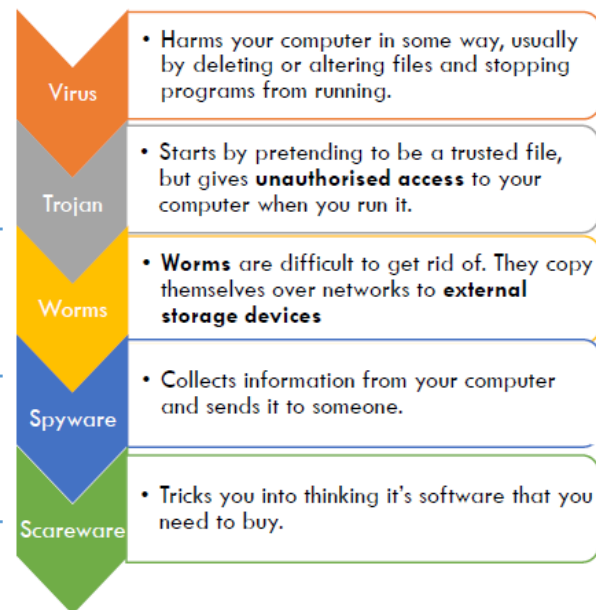 Virus
• Harms your computer in some way, usually
by deleting or altering files and stopping
programs from running.
Trojan
• Starts by pretending to be a trusted file,
but gives unauthorised access to your
computer when you run it.
Worms
• Worms are difficult to get rid of. They copy
themselves over networks to external
storage devices
Spyware
• Collects information from your computer
and sends it to someone.
Scareware
• Tricks you into thinking it's software that you
need to buy.